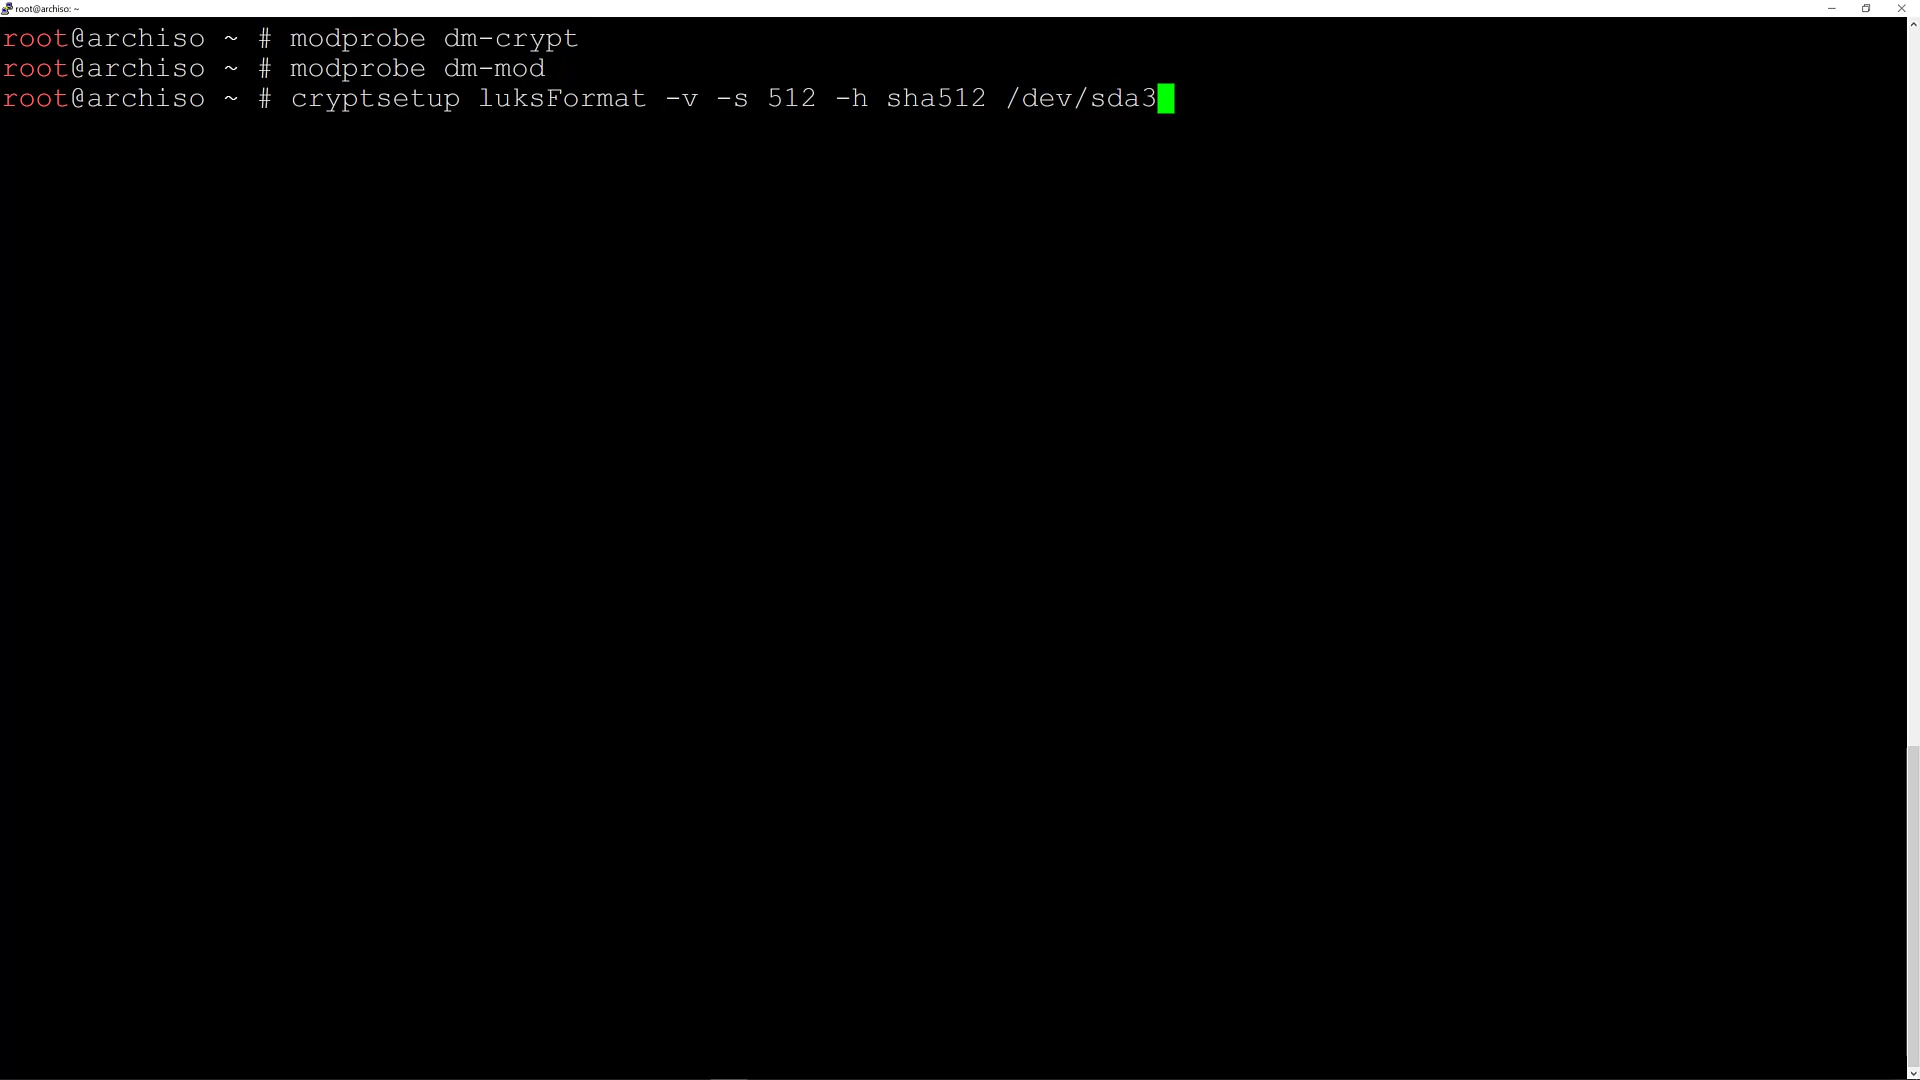 root@archiso: ~
root@archiso ~ # modprobe dm-crypt
root@archiso ~ # modprobe dm-mod
root@archiso ~ # cryptsetup luksFormat -v -s 512 -h sha512 /dev/sda3